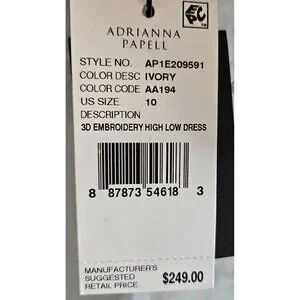 EPC
ADRIANNA
PAPELL
STYLE NO. AP1E209591
COLOR DESC IVORY
COLOR CODE AA194
US SIZE 10
DESCRIPTION
3D EMBROIDERY HIGH LOW DRESS
8 87873 54618 3
MANUFACTURER'S
SUGGESTED
RETAIL PRICE $249.00